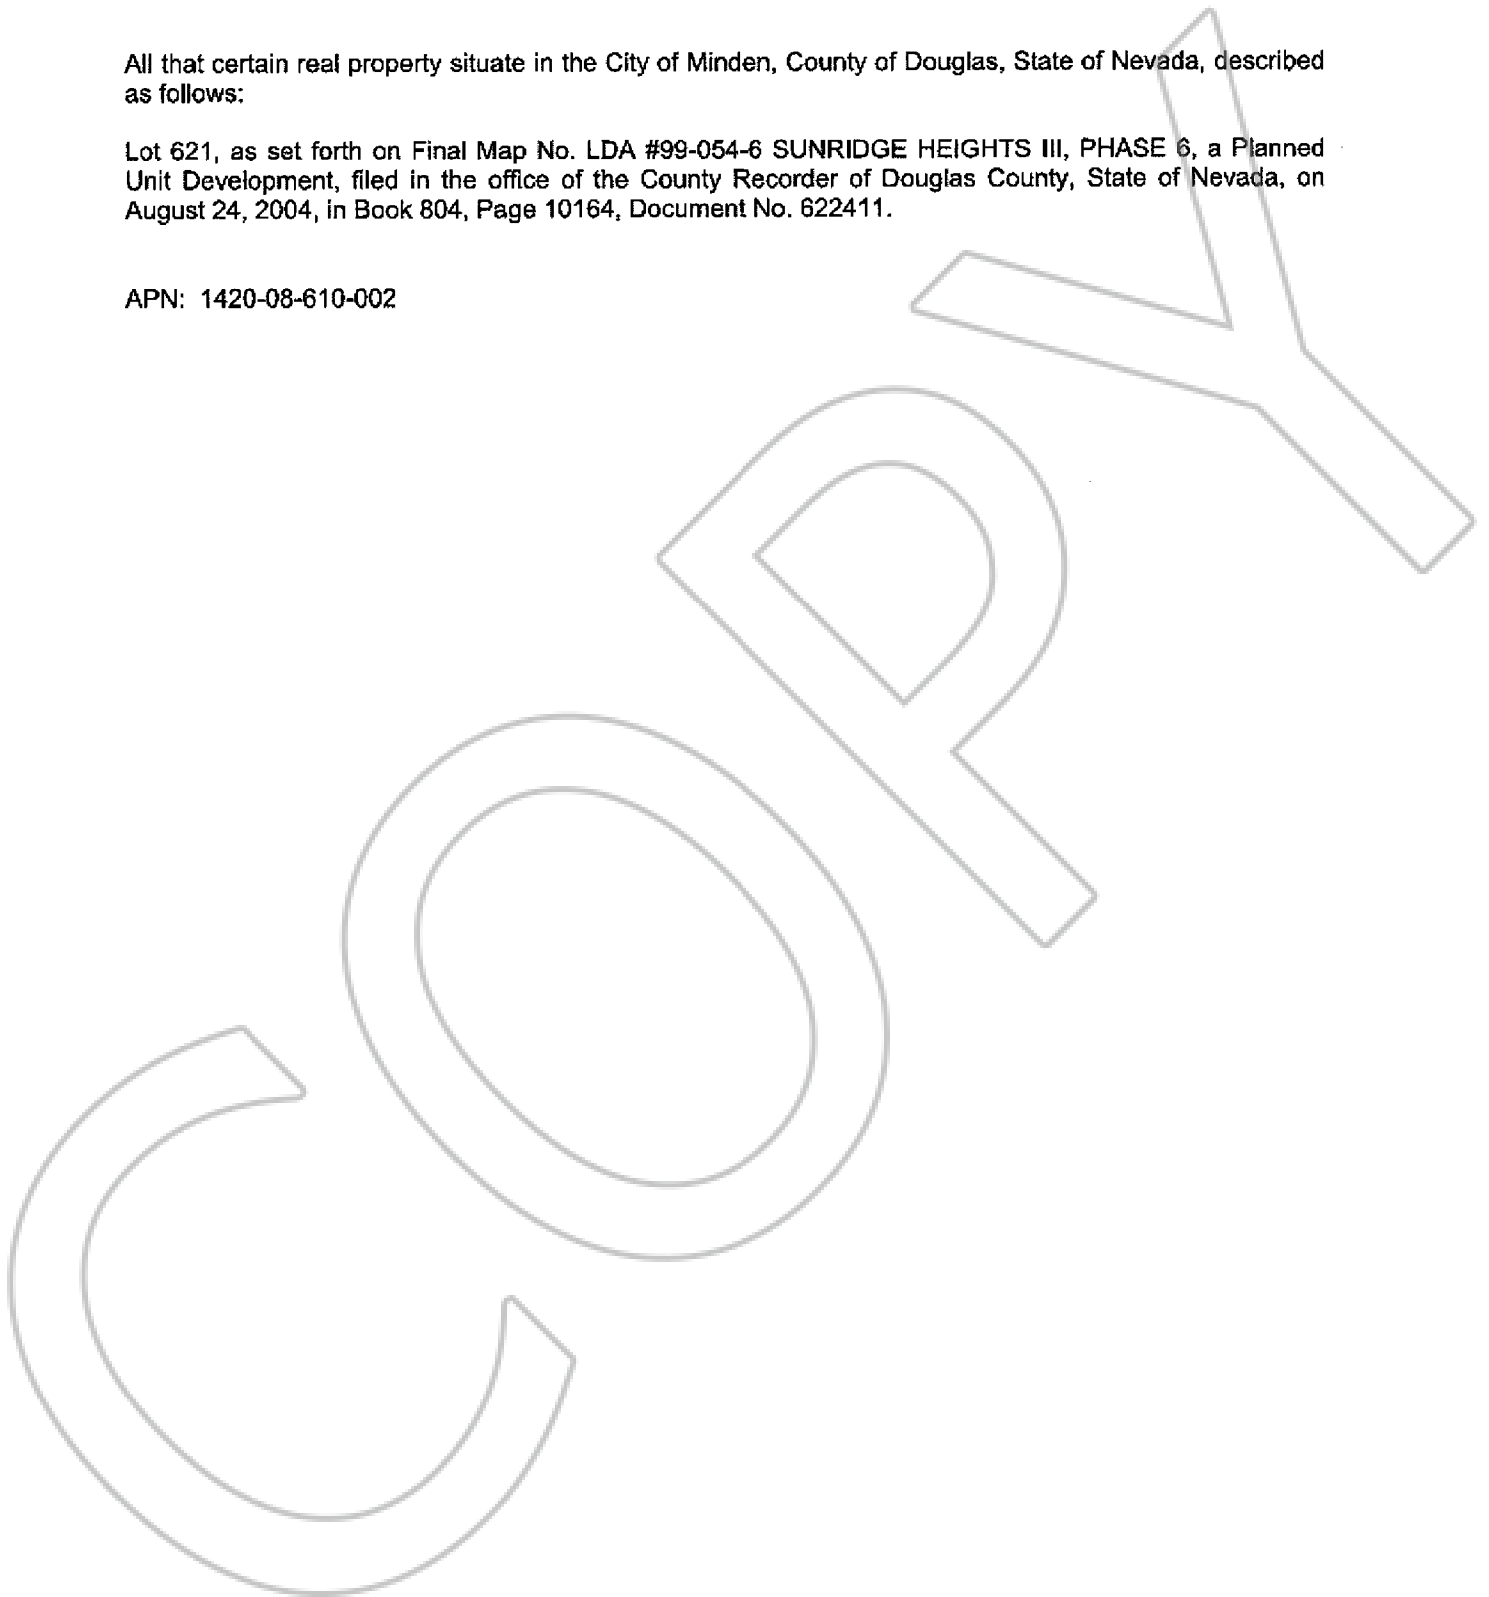 All that certain real property situate in the City of Minden, County of Douglas, State of Nevada, described
as follows:
Lot 621, as set forth on Final Map No. LDA #99-054-6 SUNRIDGE HEIGHTS III, PHASE 6, a Planned
Unit Development, filed in the office of the County Recorder of Douglas County, State of Nevada, on
August 24, 2004, in Book 804, Page 10164, Document No. 622411.
APN: 1420-08-610-002
COPY